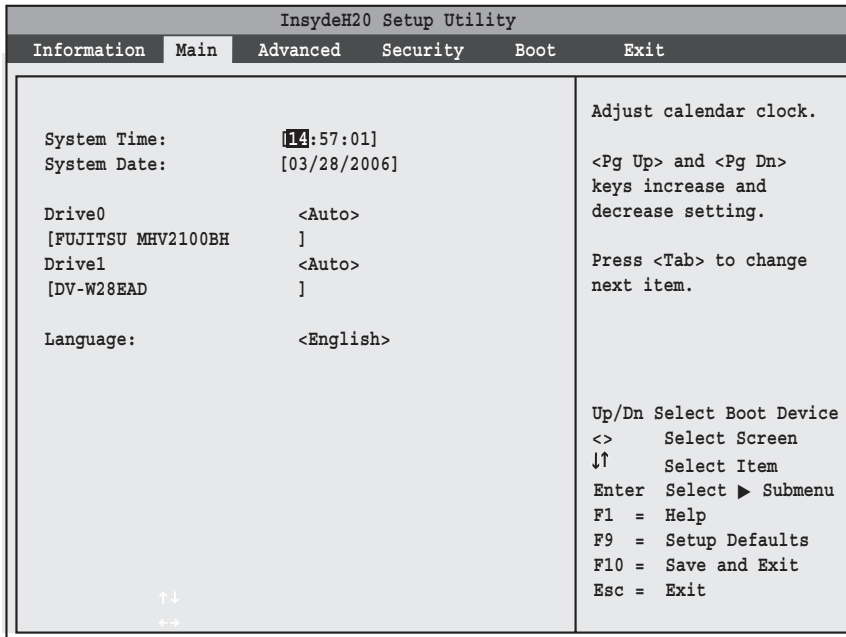 InsydeH20 Setup Utility
Information Main Advanced Security Boot Exit
System Time: [14:57:01]
System Date: [03/28/2006]
Drive0 <Auto>
[FUJITSU MHV2100BH ]
Drive1 <Auto>
[DV-W28EAD ]
Language: <English>
Adjust calendar clock.
<Pg Up> and <Pg Dn>
keys increase and
decrease setting.
Press <Tab> to change
next item.
Up/Dn Select Boot Device
<> Select Screen
↓↑ Select Item
Enter Select ▶ Submenu
F1 = Help
F9 = Setup Defaults
F10 = Save and Exit
Esc = Exit
↑↓
←→